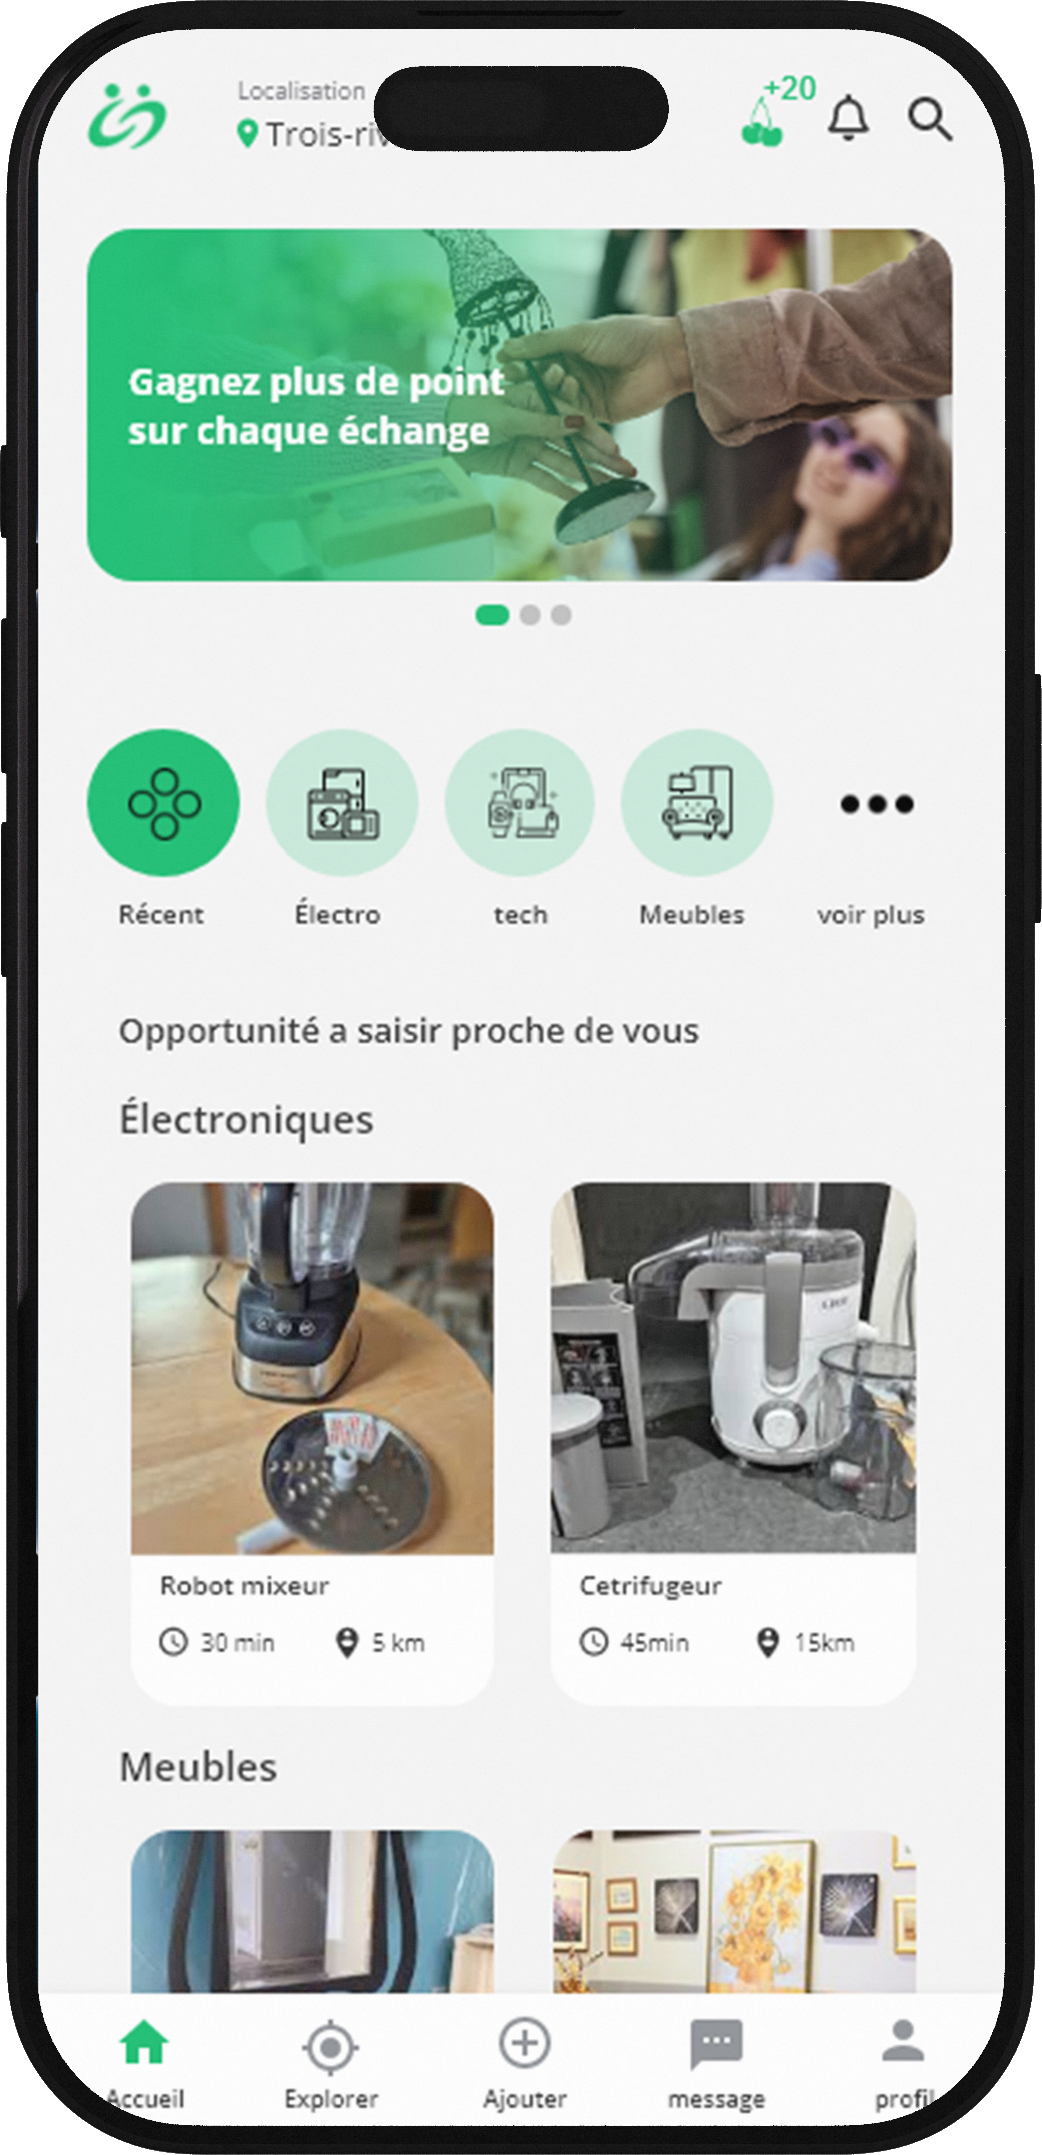 Localisation
+20
Trois-riv
Gagnez plus de point
sur chaque échange
Récent
Électro
tech
Meubles
voir plus
Opportunité a saisir proche de vous
Électroniques
Robot mixeur
30 min
5 km
Cetrifugeur
45min
15km
Meubles
Accueil
Explorer
Ajouter
message
profil